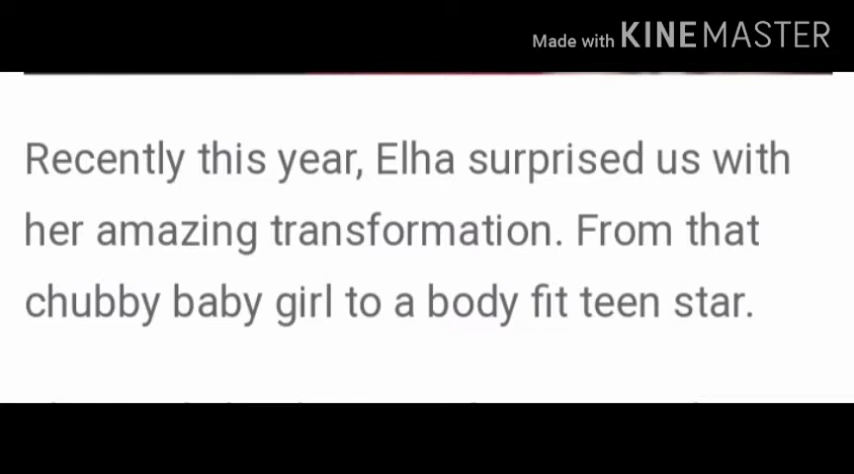 Made with KINEMASTER
Recently this year, Elha surprised us with
her amazing transformation. From that
chubby baby girl to a body fit teen star.